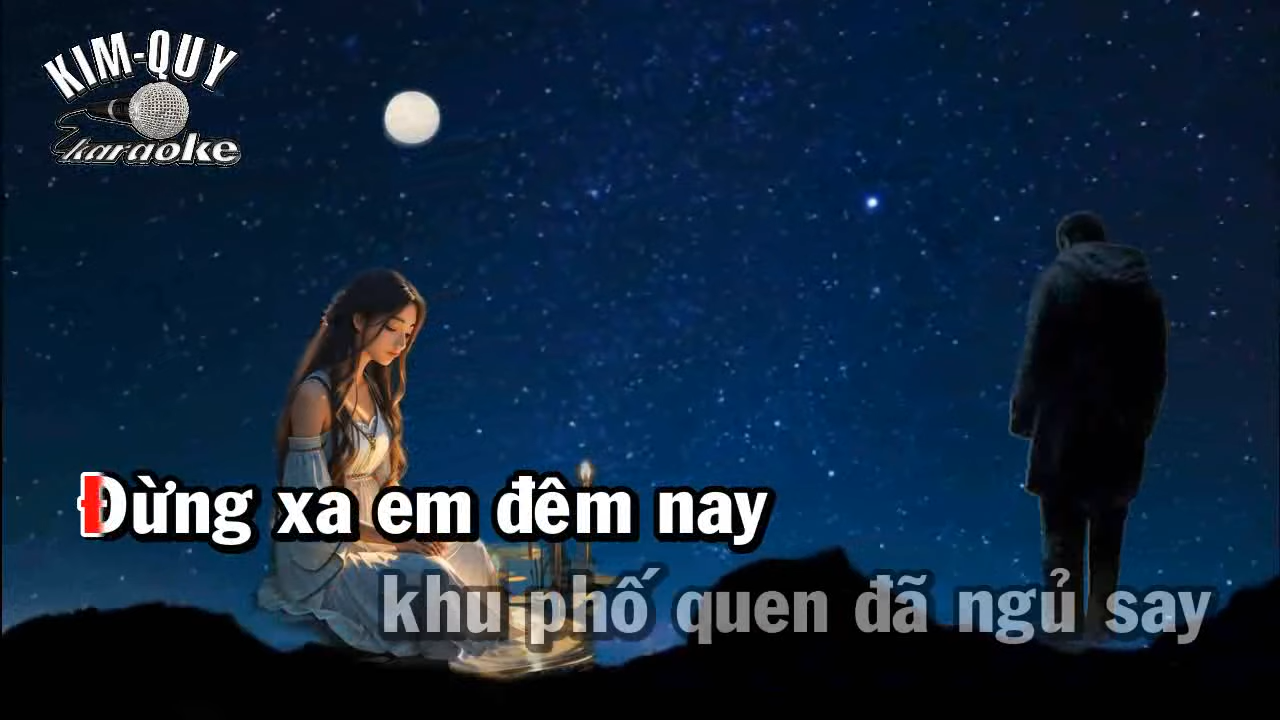 KIM-QUY
karaoke
Đừng xa em đêm nay
khu phố quen đã ngủ say